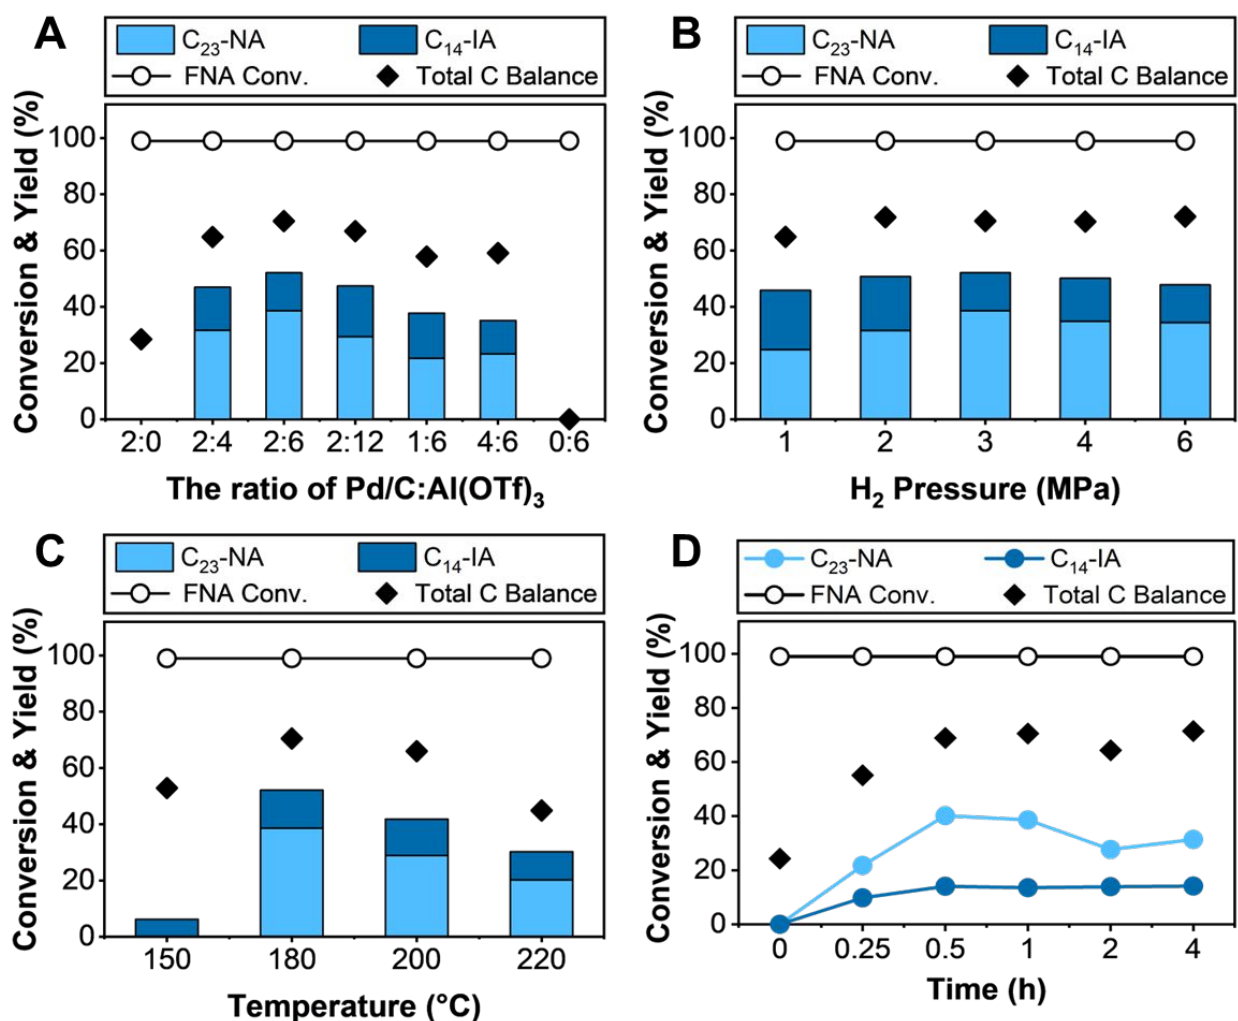 A
C₂₃-NA C₁₄-IA
FNA Conv. Total C Balance
Conversion & Yield (%)
100
80
60
40
20
0
2:0 2:4 2:6 2:12 1:6 4:6 0:6
The ratio of Pd/C:Al(OTf)₃
B
C₂₃-NA C₁₄-IA
FNA Conv. Total C Balance
Conversion & Yield (%)
100
80
60
40
20
0
1 2 3 4 6
H₂ Pressure (MPa)
C
C₂₃-NA C₁₄-IA
FNA Conv. Total C Balance
Conversion & Yield (%)
100
80
60
40
20
0
150 180 200 220
Temperature (°C)
D
C₂₃-NA C₁₄-IA
FNA Conv. Total C Balance
Conversion & Yield (%)
100
80
60
40
20
0
0 0.25 0.5 1 2 4
Time (h)